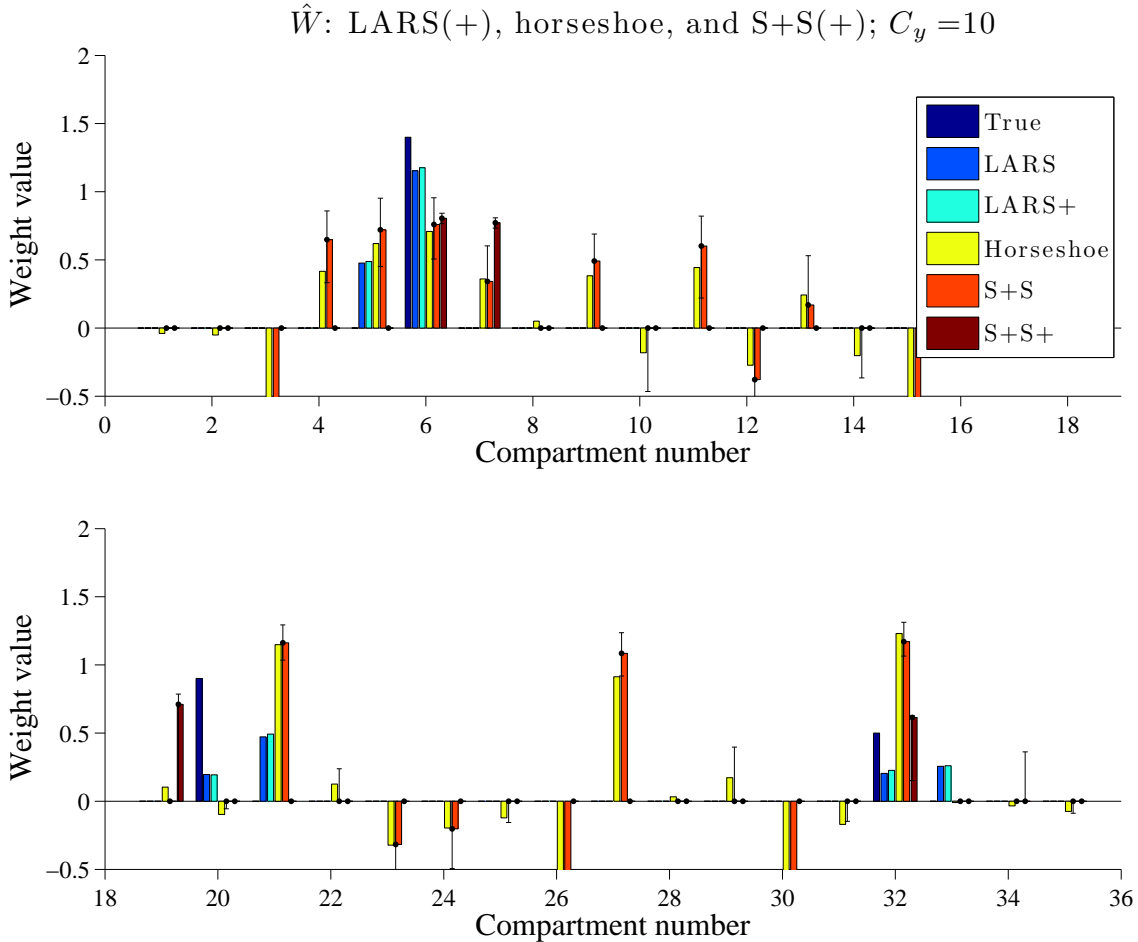 Ŵ: LARS(+), horseshoe, and S+S(+); C_y =10
2
1.5
1
0.5
0
−0.5
Weight value
0 2 4 6 8 10 12 14 16 18
Compartment number
True
LARS
LARS+
Horseshoe
S+S
S+S+
2
1.5
1
0.5
0
−0.5
Weight value
18 20 22 24 26 28 30 32 34 36
Compartment number